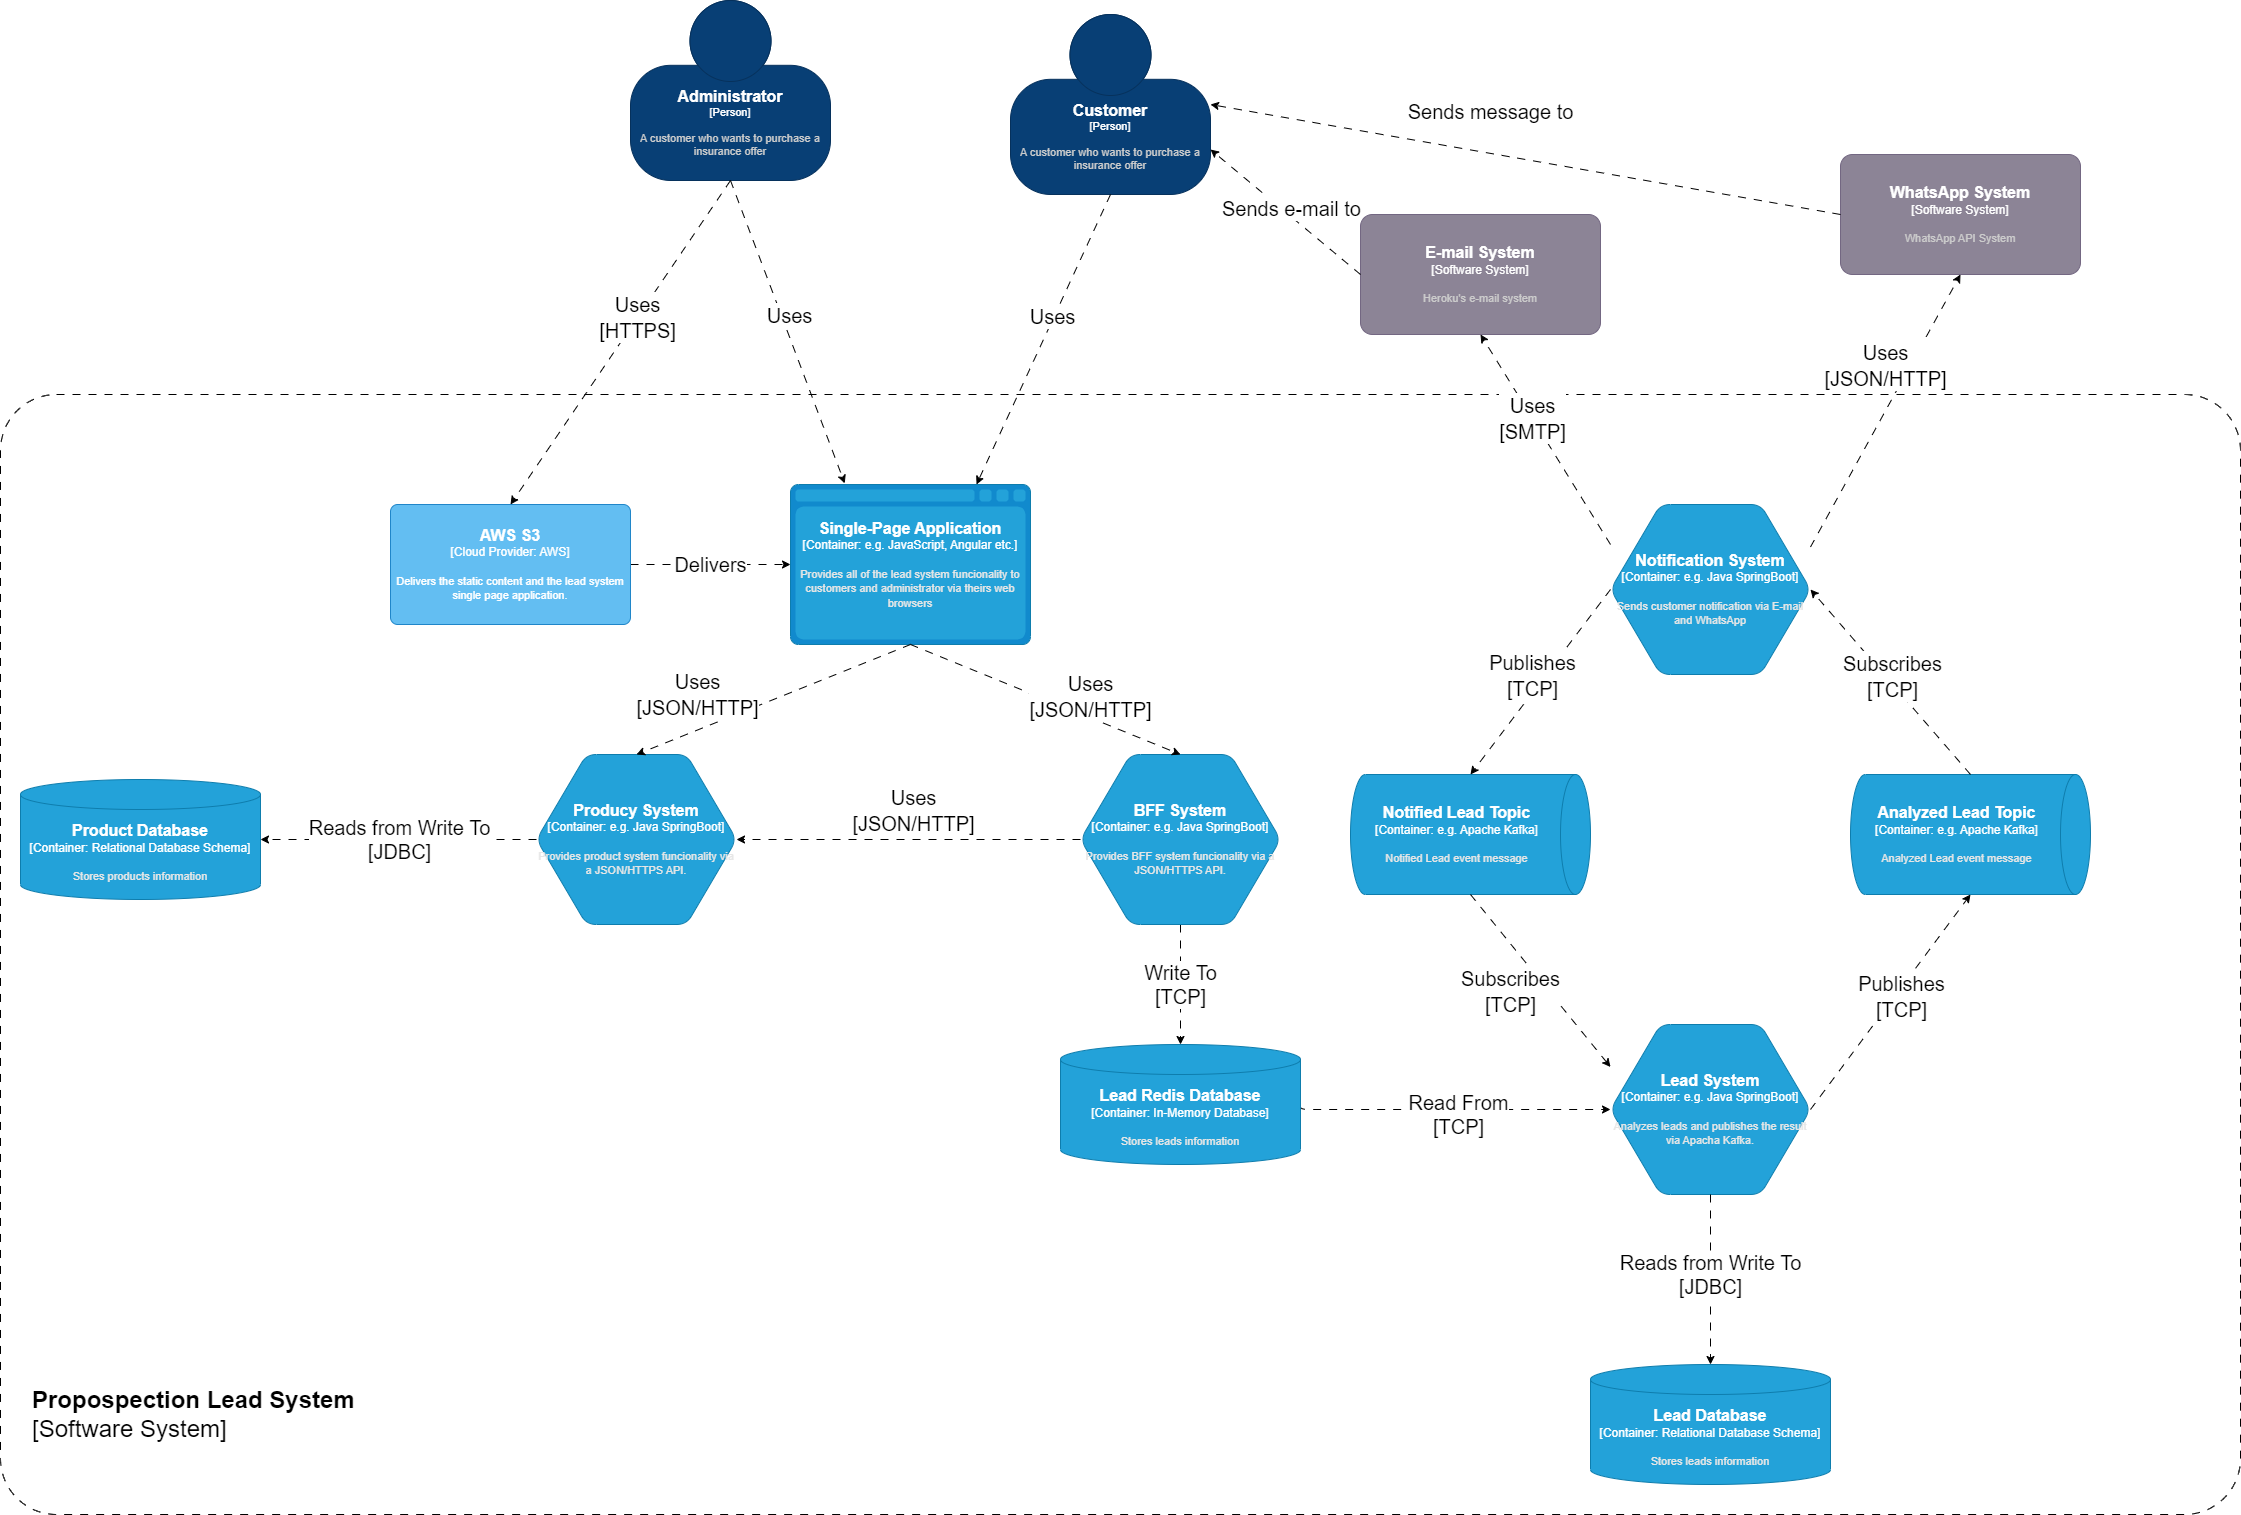 Administrator
[Person]
A customer who wants to purchase a
insurance offer
Customer
[Person]
A customer who wants to purchase a
insurance offer
Sends message to
WhatsApp System
[Software System]
WhatsApp API System
Sends e-mail to
E-mail System
[Software System]
Heroku's e-mail system
Uses
[HTTPS]
Uses
Uses
Uses
[JSON/HTTP]
Uses
[SMTP]
AWS S3
[Cloud Provider: AWS]
Delivers the static content and the lead system
single page application.
Delivers
Single-Page Application
[Container: e.g. JavaScript, Angular etc.]
Provides all of the lead system funcionality to
customers and administrator via theirs web
browsers
Notification System
[Container: e.g. Java SpringBoot]
Sends customer notification via E-mail
and WhatsApp
Uses
[JSON/HTTP]
Uses
[JSON/HTTP]
Publishes
[TCP]
Subscribes
[TCP]
Product Database
[Container: Relational Database Schema]
Stores products information
Reads from Write To
[JDBC]
Producy System
[Container: e.g. Java SpringBoot]
Provides product system funcionality via
a JSON/HTTPS API.
Uses
[JSON/HTTP]
BFF System
[Container: e.g. Java SpringBoot]
Provides BFF system funcionality via a
JSON/HTTPS API.
Notified Lead Topic
[Container: e.g. Apache Kafka]
Notified Lead event message
Analyzed Lead Topic
[Container: e.g. Apache Kafka]
Analyzed Lead event message
Write To
[TCP]
Subscribes
[TCP]
Publishes
[TCP]
Lead Redis Database
[Container: In-Memory Database]
Stores leads information
Read From
[TCP]
Lead System
[Container: e.g. Java SpringBoot]
Analyzes leads and publishes the resul
via Apacha Kafka.
Reads from Write To
[JDBC]
Lead Database
[Container: Relational Database Schema]
Stores leads information
Propospection Lead System
[Software System]